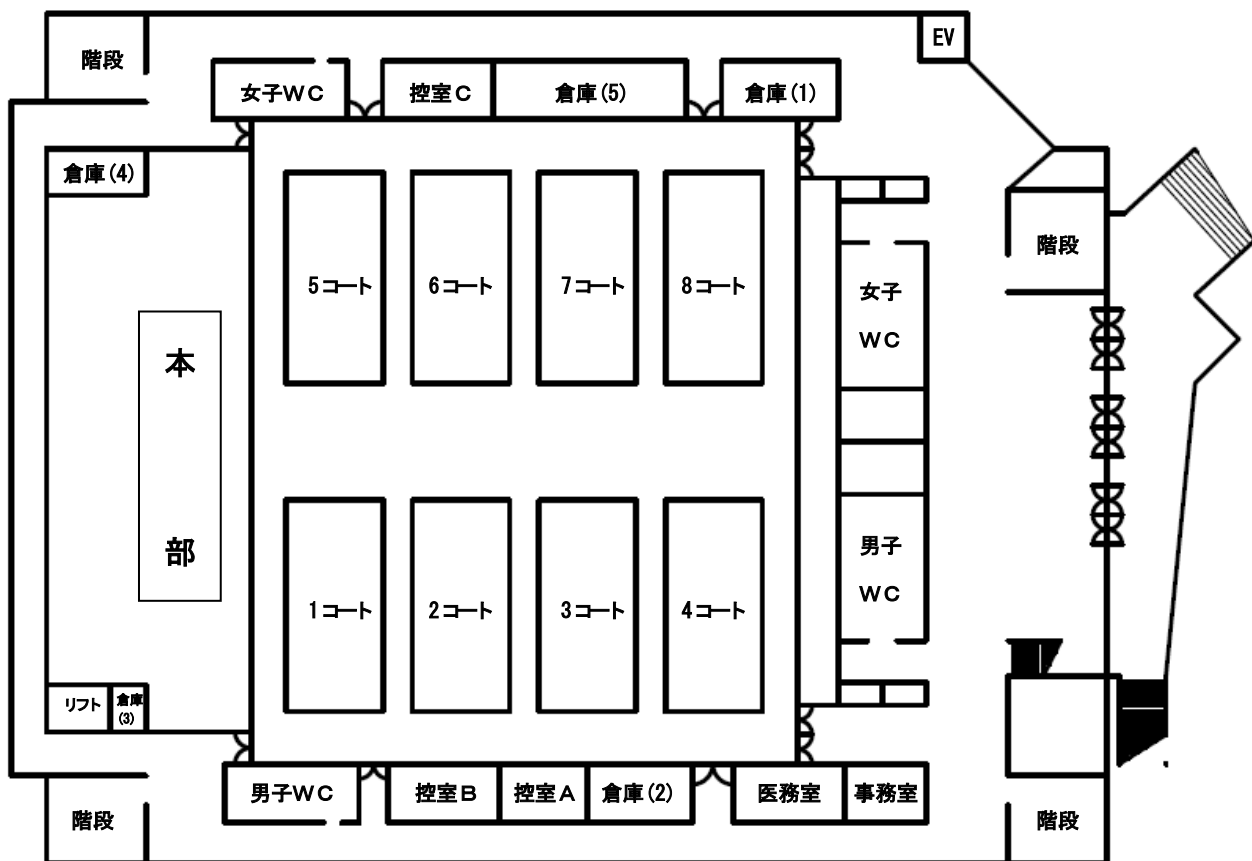 階段
EV
女子WC
控室C
倉庫(5)
倉庫(1)
倉庫(4)
階段
5コート
6コート
7コート
8コート
女子
WC
本
部
男子
WC
1コート
2コート
3コート
4コート
リフト
倉庫
(3)
男子WC
控室B
控室A
倉庫(2)
医務室
事務室
階段
階段